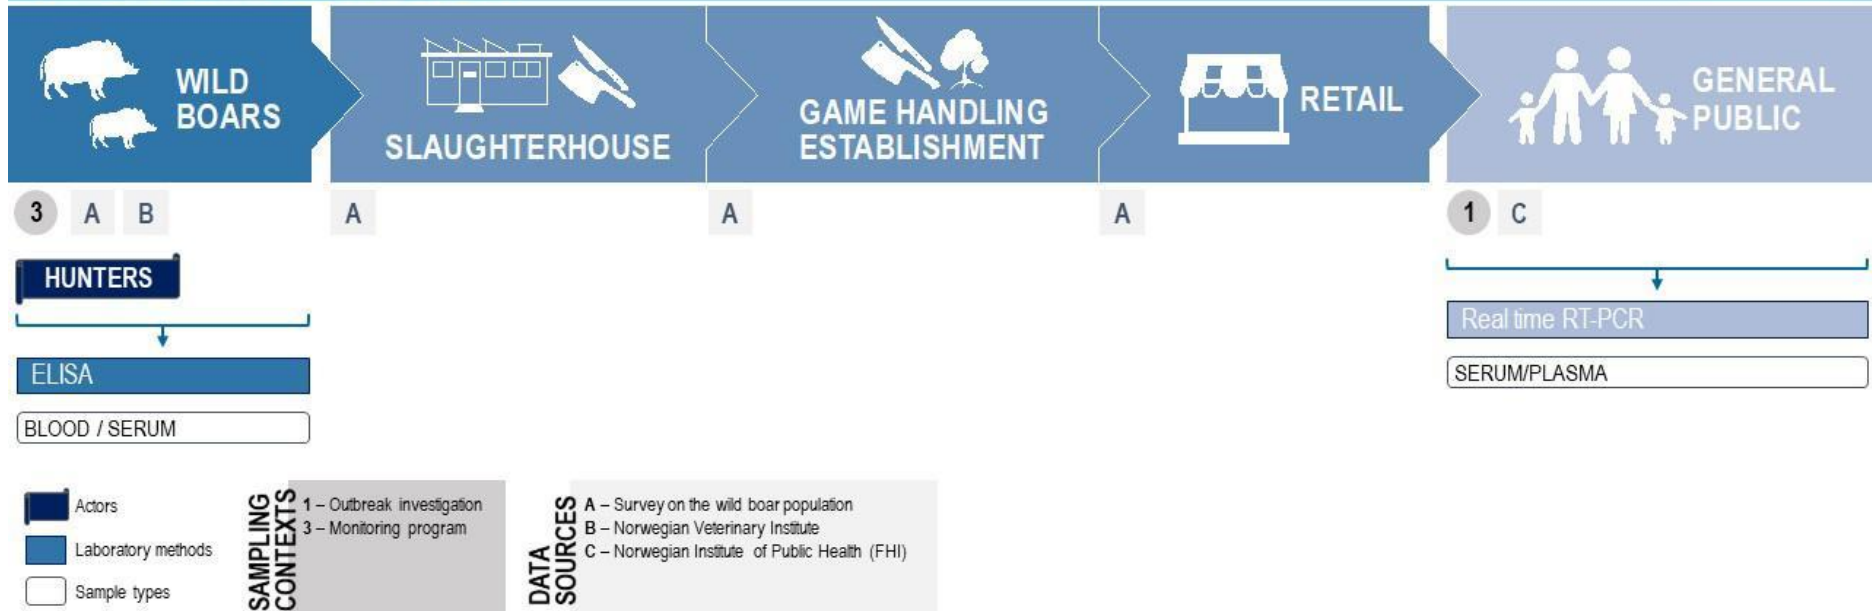 WILD
BOARS
SLAUGHTERHOUSE
GAME HANDLING
ESTABLISHMENT
RETAIL
GENERAL
PUBLIC
3 A B
A
A
A
1 C
HUNTERS
ELISA
BLOOD / SERUM
Real time RT-PCR
SERUM/PLASMA
Actors
Laboratory methods
Sample types
SAMPLING
CONTEXTS
1 – Outbreak investigation
3 – Monitoring program
DATA
SOURCES
A – Survey on the wild boar population
B – Norwegian Veterinary Institute
C – Norwegian Institute of Public Health (FHI)